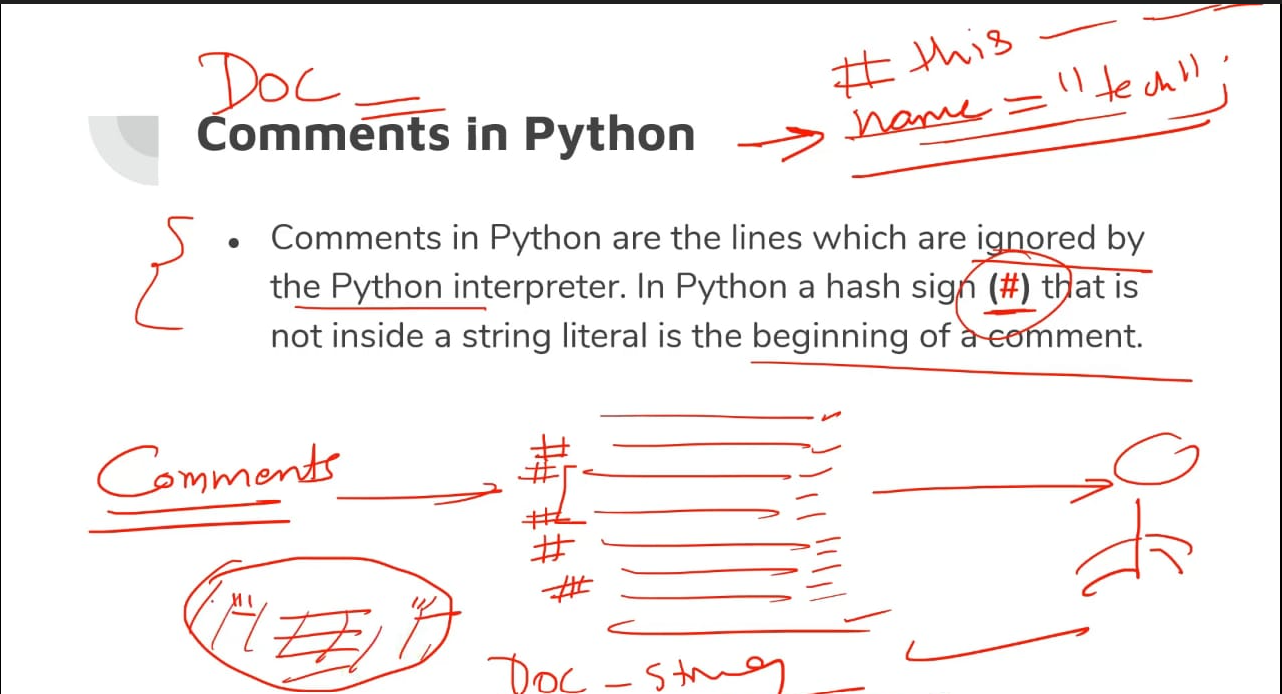 Doc
# this
name = "tech";
Comments in Python
• Comments in Python are the lines which are ignored by
the Python interpreter. In Python a hash sign (#) that is
not inside a string literal is the beginning of a comment.
Comments
#
#
#
#
#
Doc - String